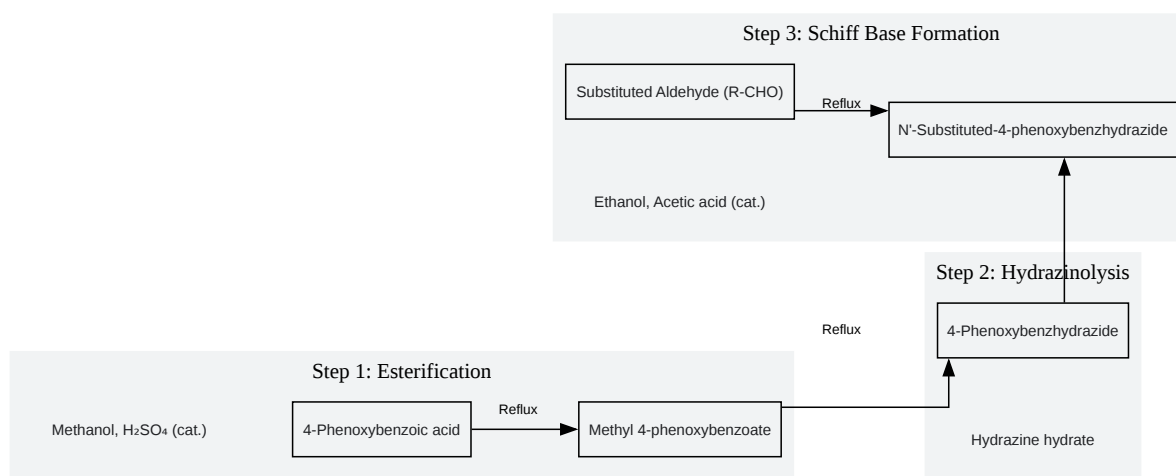 Step 3: Schiff Base Formation
Substituted Aldehyde (R-CHO)
Reflux
N'-Substituted-4-phenoxybenzhydrazide
Ethanol, Acetic acid (cat.)
Step 2: Hydrazinolysis
Reflux
4-Phenoxybenzhydrazide
Step 1: Esterification
Methanol, H₂SO₄ (cat.)
4-Phenoxybenzoic acid
Reflux
Methyl 4-phenoxybenzoate
Hydrazine hydrate